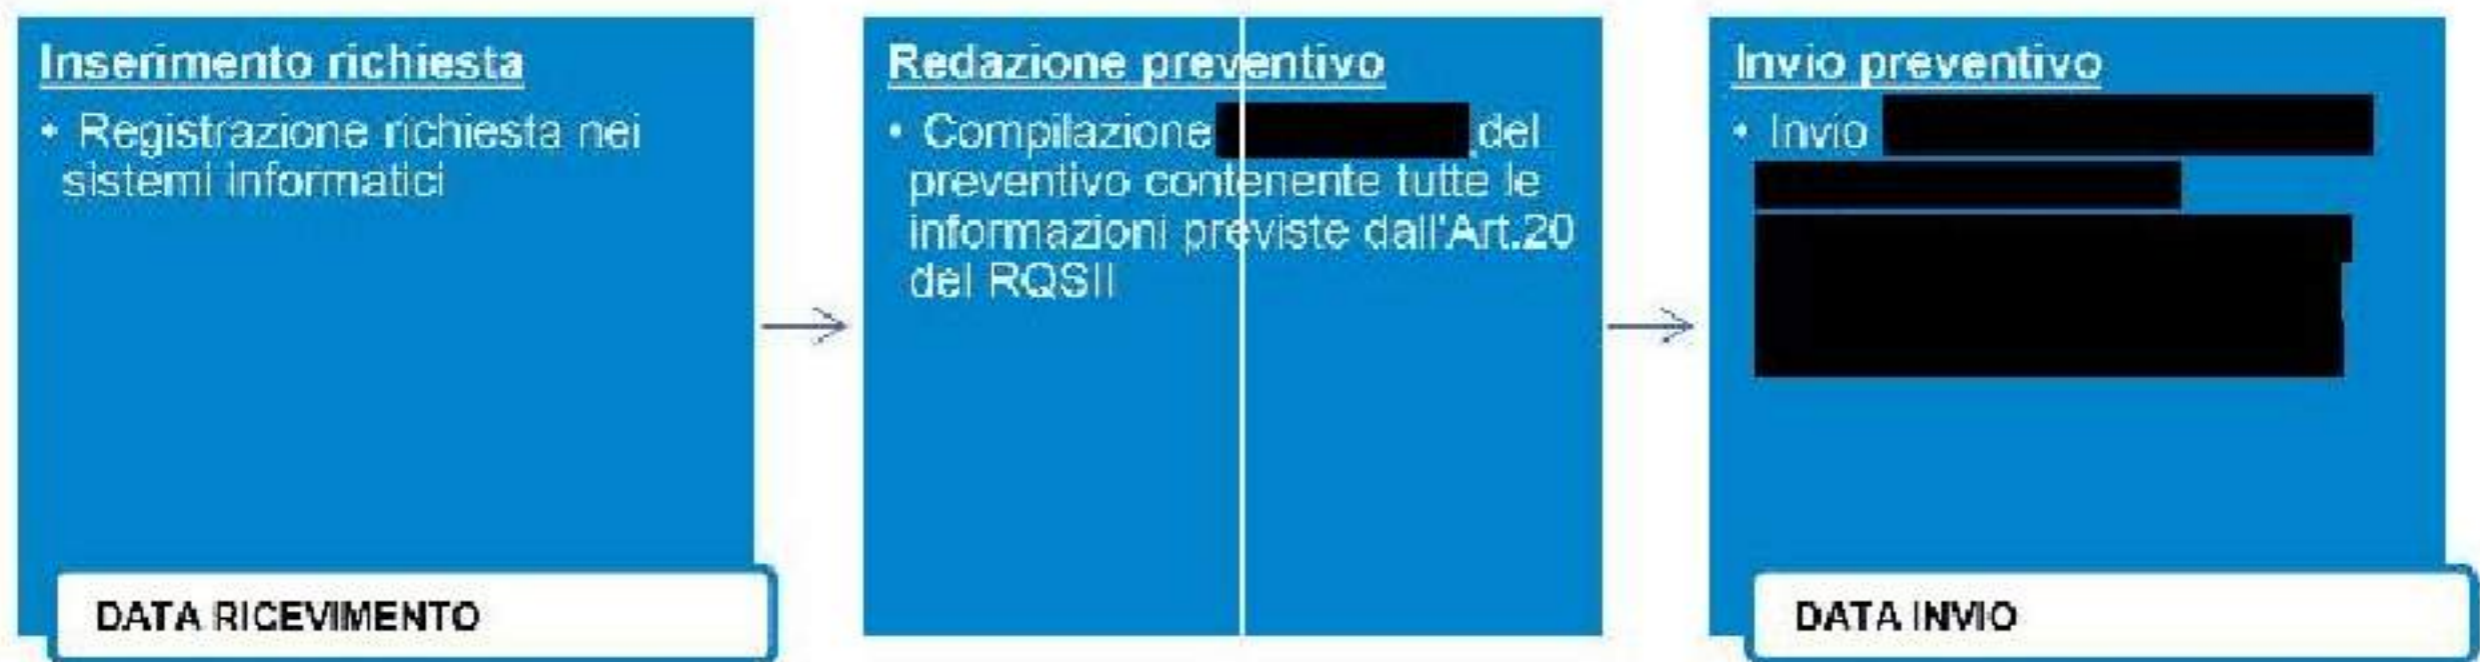 Inserimento richiesta
• Registrazione richiesta nei
sistemi informatici
DATA RICEVIMENTO
Redazione preventivo
• Compilazione del
preventivo contenente tutte le
informazioni previste dall'Art.20
del RQSII
Invio preventivo
• Invio
DATA INVIO